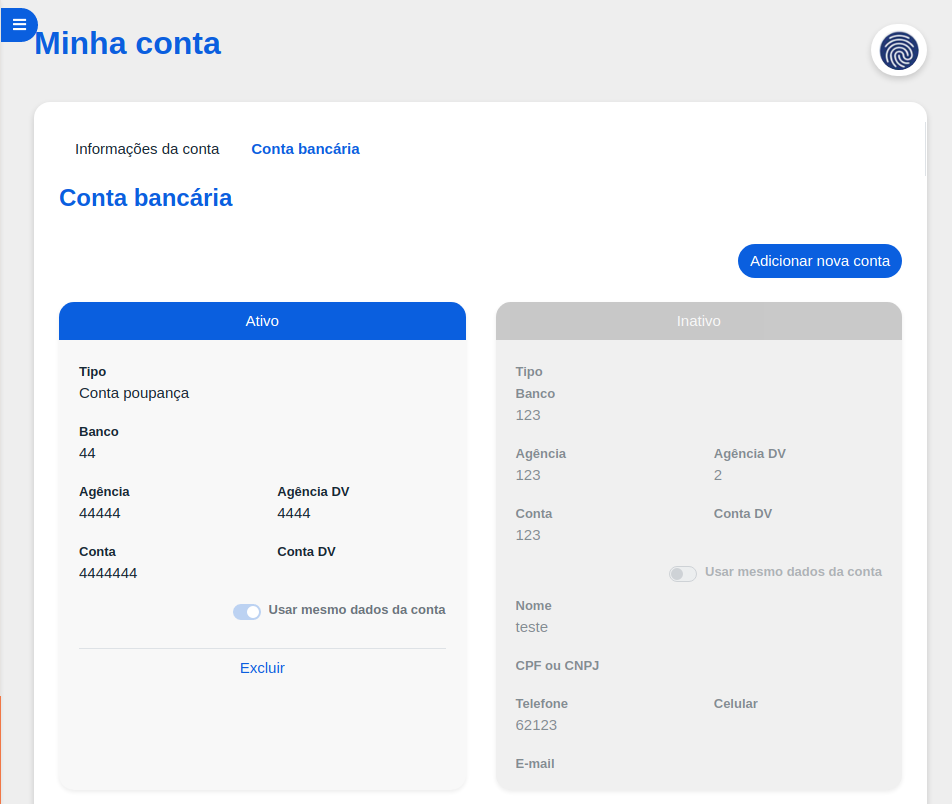 Minha conta
Informações da conta
Conta bancária
Conta bancária
Adicionar nova conta
Ativo
Tipo
Conta poupança
Banco
44
Agência
Agência DV
44444
4444
Conta
Conta DV
4444444
Usar mesmo dados da conta
Excluir
Inativo
Tipo
Banco
123
Agência
Agência DV
123
2
Conta
Conta DV
123
Usar mesmo dados da conta
Nome
teste
CPF ou CNPJ
Telefone
Celular
62123
E-mail